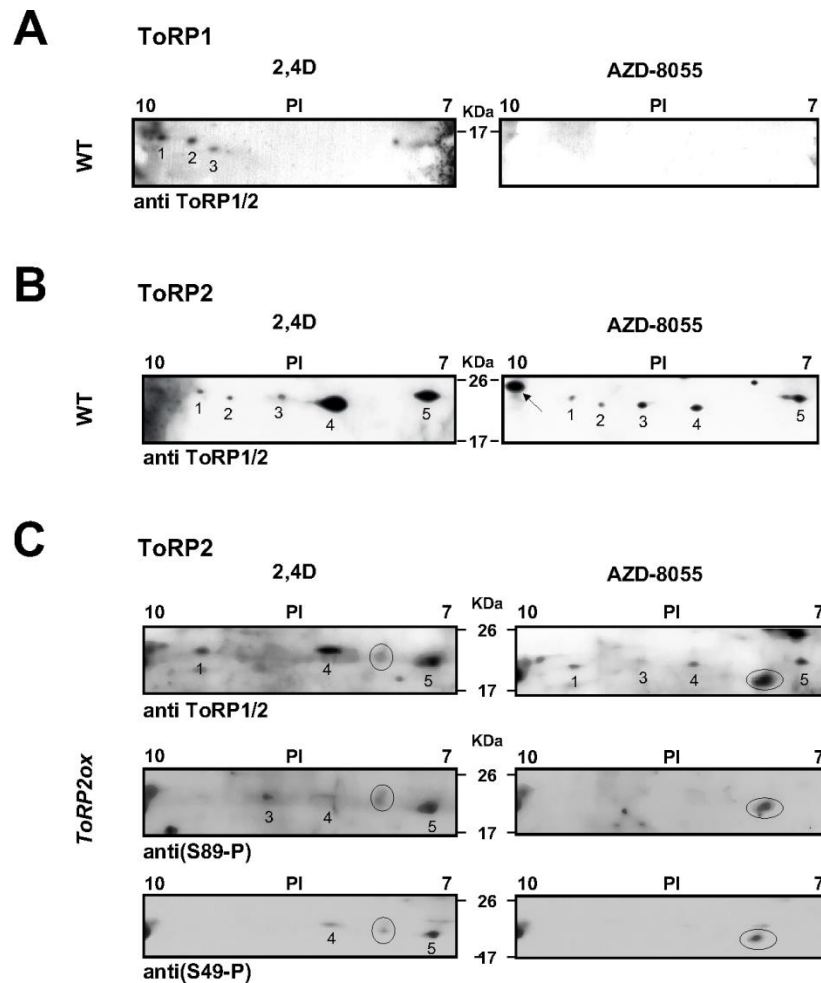 A
ToRP1
2,4D AZD-8055
10 PI 7 KDa 10 PI 7
WT
17
1 2 3
anti ToRP1/2
B
ToRP2
2,4D AZD-8055
10 PI 7 KDa 10 PI 7
WT
26
1 2 3 4 5 1 2 3 4 5
17
anti ToRP1/2
C
ToRP2
2,4D AZD-8055
10 PI 7 KDa 10 PI 7
26
1 4 5 1 3 4 5
17
anti ToRP1/2
ToRP2ox
10 PI 7 KDa 10 PI 7
26
3 4 5
17
anti(S89-P)
10 PI 7 10 PI 7
26
4 5
17
anti(S49-P)